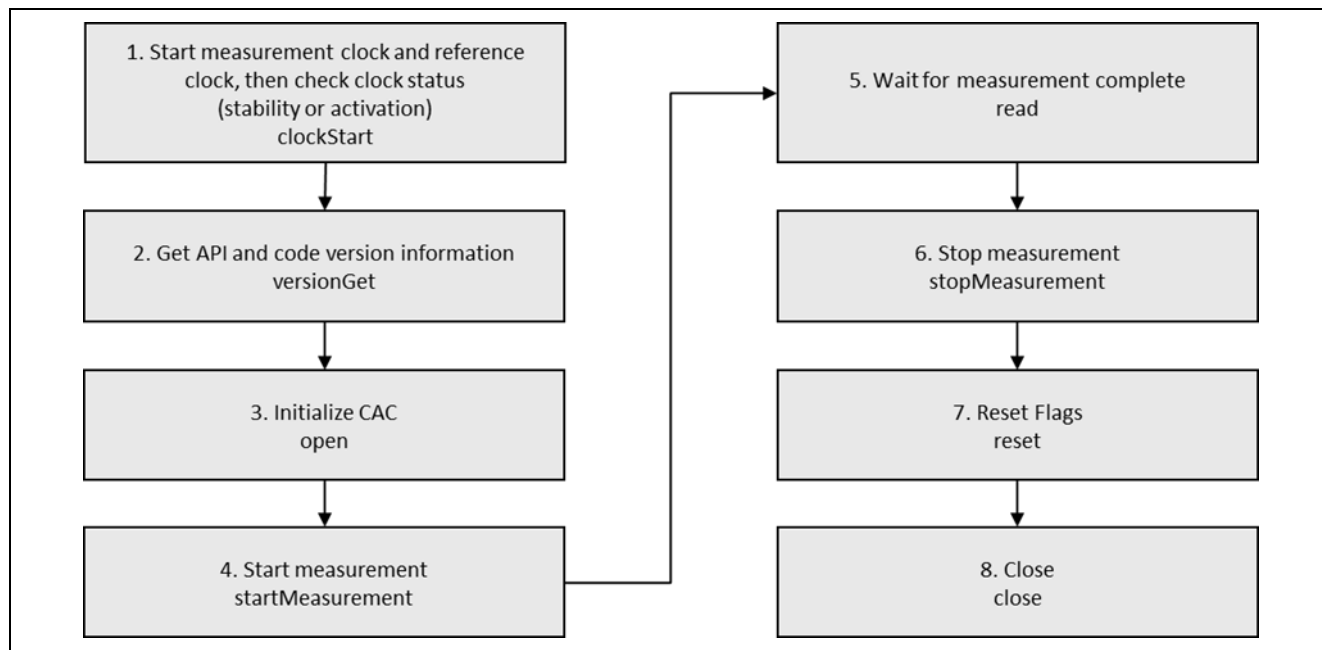 1. Start measurement clock and reference
clock, then check clock status
(stability or activation)
clockStart
2. Get API and code version information
versionGet
3. Initialize CAC
open
4. Start measurement
startMeasurement
5. Wait for measurement complete
read
6. Stop measurement
stopMeasurement
7. Reset Flags
reset
8. Close
close